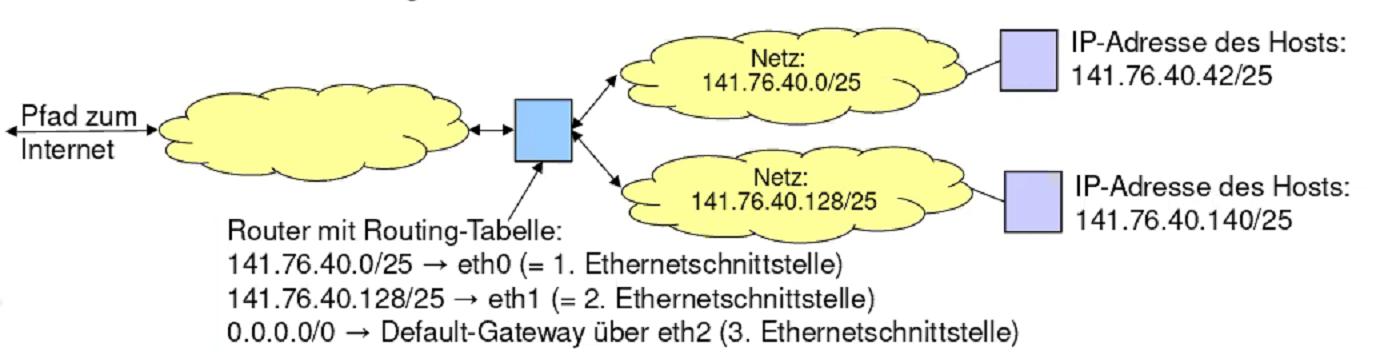 Pfad zum
Internet
Netz:
141.76.40.0/25
IP-Adresse des Hosts:
141.76.40.42/25
Netz:
141.76.40.128/25
IP-Adresse des Hosts:
141.76.40.140/25
Router mit Routing-Tabelle:
141.76.40.0/25 → eth0 (= 1. Ethernetschnittstelle)
141.76.40.128/25 → eth1 (= 2. Ethernetschnittstelle)
0.0.0.0/0 → Default-Gateway über eth2 (3. Ethernetschnittstelle)